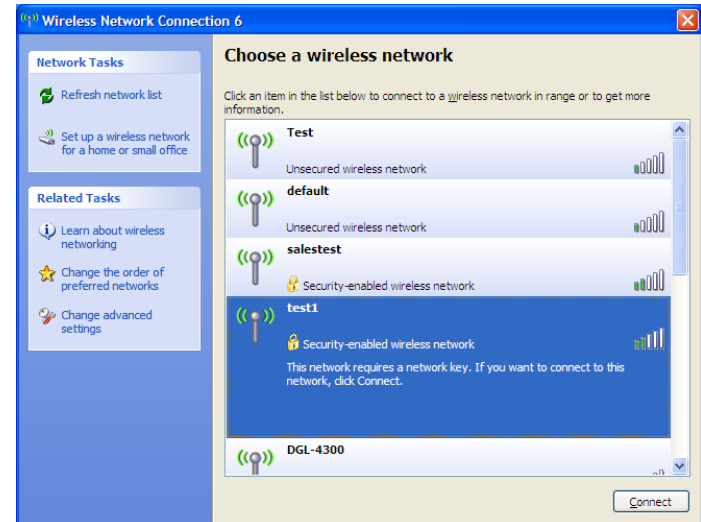 Wireless Network Connection 6
Network Tasks
Refresh network list
Set up a wireless network
for a home or small office
Related Tasks
Learn about wireless
networking
Change the order of
preferred networks
Change advanced
settings
Choose a wireless network
Click an item in the list below to connect to a wireless network in range or to get more
information.
Test
Unsecured wireless network
default
Unsecured wireless network
salestest
Security-enabled wireless network
test1
Security-enabled wireless network
This network requires a network key. If you want to connect to this
network, click Connect.
DGL-4300
Connect